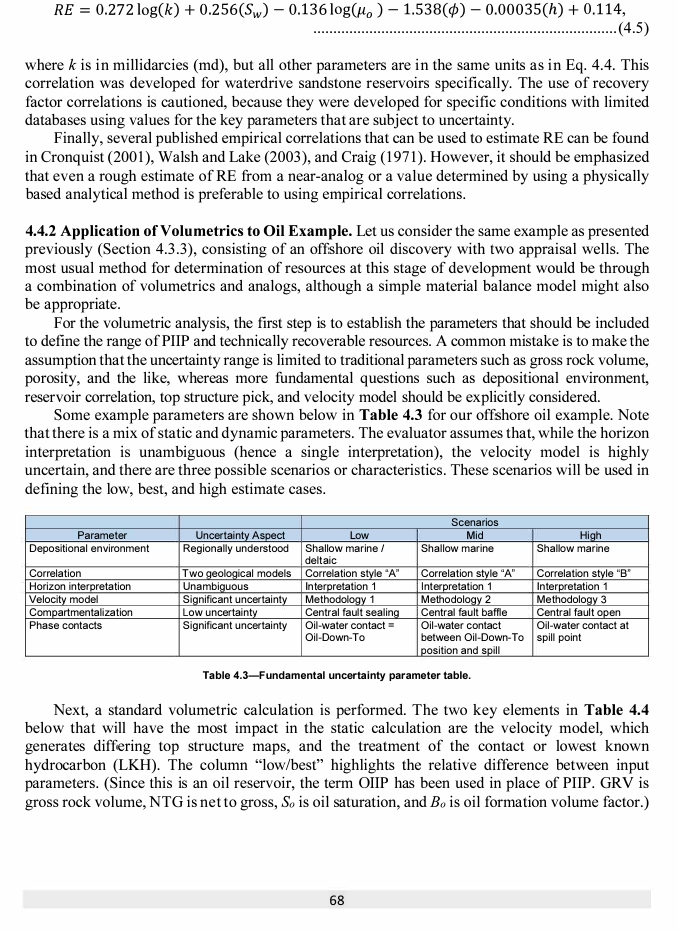 RE = 0.272 log(k) + 0.256(S_w) − 0.136 log(μ_o ) − 1.538(ϕ) − 0.00035(h) + 0.114,
............................................................................(4.5)
where k is in millidarcies (md), but all other parameters are in the same units as in Eq. 4.4. This
correlation was developed for waterdrive sandstone reservoirs specifically. The use of recovery
factor correlations is cautioned, because they were developed for specific conditions with limited
databases using values for the key parameters that are subject to uncertainty.
Finally, several published empirical correlations that can be used to estimate RE can be found
in Cronquist (2001), Walsh and Lake (2003), and Craig (1971). However, it should be emphasized
that even a rough estimate of RE from a near-analog or a value determined by using a physically
based analytical method is preferable to using empirical correlations.
4.4.2 Application of Volumetrics to Oil Example. Let us consider the same example as presented
previously (Section 4.3.3), consisting of an offshore oil discovery with two appraisal wells. The
most usual method for determination of resources at this stage of development would be through
a combination of volumetrics and analogs, although a simple material balance model might also
be appropriate.
For the volumetric analysis, the first step is to establish the parameters that should be included
to define the range of PIIP and technically recoverable resources. A common mistake is to make the
assumption that the uncertainty range is limited to traditional parameters such as gross rock volume,
porosity, and the like, whereas more fundamental questions such as depositional environment,
reservoir correlation, top structure pick, and velocity model should be explicitly considered.
Some example parameters are shown below in Table 4.3 for our offshore oil example. Note
that there is a mix of static and dynamic parameters. The evaluator assumes that, while the horizon
interpretation is unambiguous (hence a single interpretation), the velocity model is highly
uncertain, and there are three possible scenarios or characteristics. These scenarios will be used in
defining the low, best, and high estimate cases.
Scenarios
Parameter Uncertainty Aspect Low Mid High
Depositional environment Regionally understood Shallow marine / Shallow marine Shallow marine
deltaic
Correlation Two geological models Correlation style “A” Correlation style “A” Correlation style “B”
Horizon interpretation Unambiguous Interpretation 1 Interpretation 1 Interpretation 1
Velocity model Significant uncertainty Methodology 1 Methodology 2 Methodology 3
Compartmentalization Low uncertainty Central fault sealing Central fault baffle Central fault open
Phase contacts Significant uncertainty Oil-water contact = Oil-water contact Oil-water contact at
Oil-Down-To between Oil-Down-To spill point
position and spill
Table 4.3—Fundamental uncertainty parameter table.
Next, a standard volumetric calculation is performed. The two key elements in Table 4.4
below that will have the most impact in the static calculation are the velocity model, which
generates differing top structure maps, and the treatment of the contact or lowest known
hydrocarbon (LKH). The column “low/best” highlights the relative difference between input
parameters. (Since this is an oil reservoir, the term OIIP has been used in place of PIIP. GRV is
gross rock volume, NTG is net to gross, So is oil saturation, and Bo is oil formation volume factor.)
68